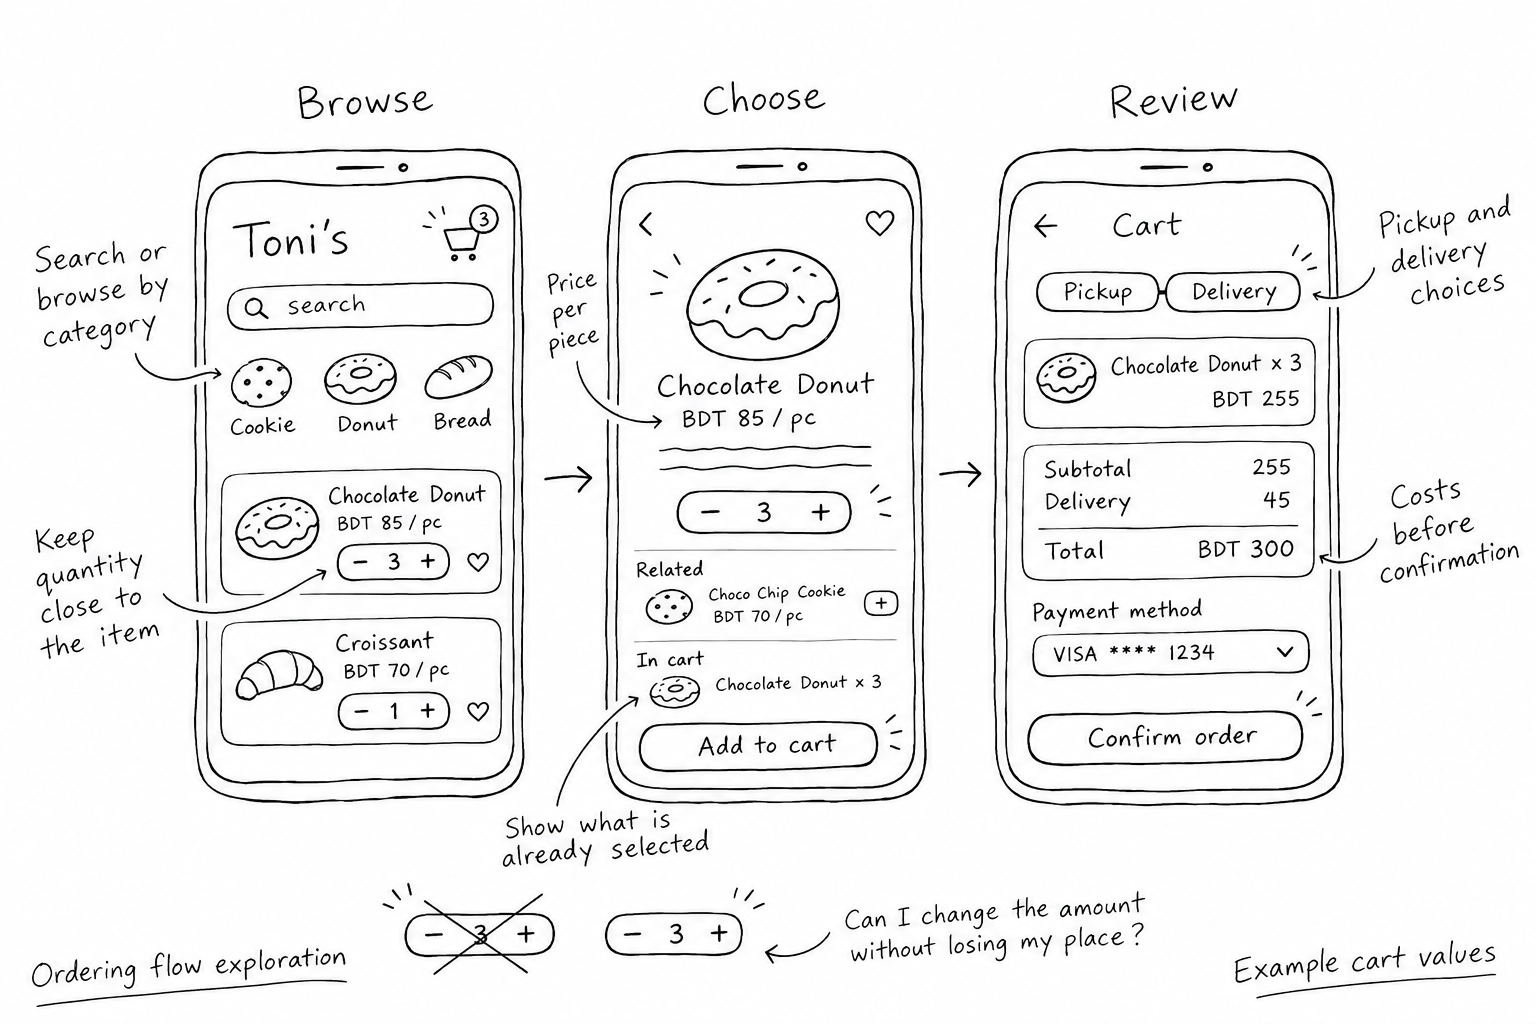 Browse
Choose
Review
Search or
browse by
category
Keep
quantity
close to
the item
Toni's
3
search
Cookie
Donut
Bread
Chocolate Donut
BDT 85 / pc
- 3 +
Croissant
BDT 70 / pc
- 1 +
Price
per
piece
Chocolate Donut
BDT 85 / pc
- 3 +
Related
Choco Chip Cookie
BDT 70 / pc
+
In cart
Chocolate Donut x 3
Add to cart
Show what is
already selected
Cart
Pickup
Delivery
Chocolate Donut x 3
BDT 255
Subtotal 255
Delivery 45
Total BDT 300
Payment method
VISA **** 1234
Confirm order
Pickup and
delivery
choices
Costs
before
confirmation
Ordering flow exploration
- 3 +
- 3 +
Can I change the amount
without losing my place?
Example cart values